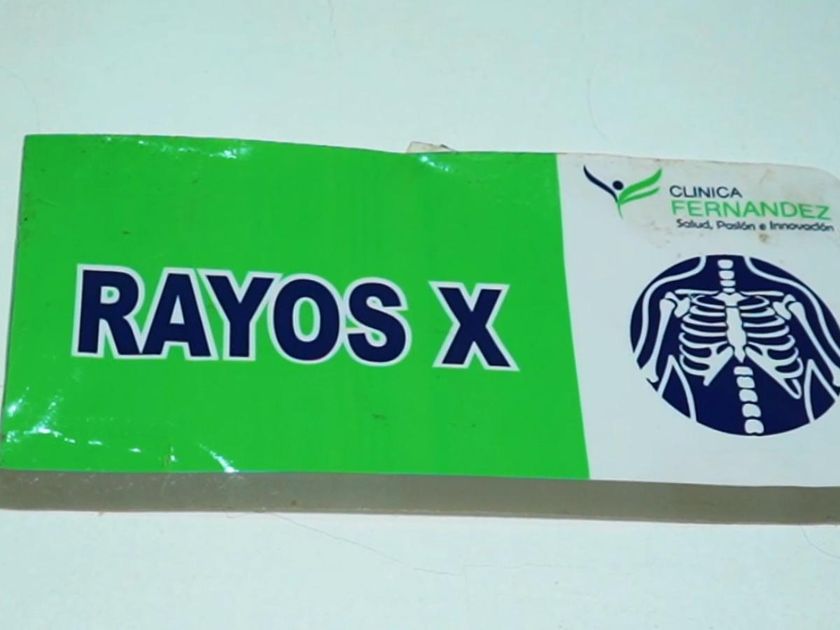 RAYOS X
CLINICA
FERNANDEZ
Salud, Pasión e Innovación